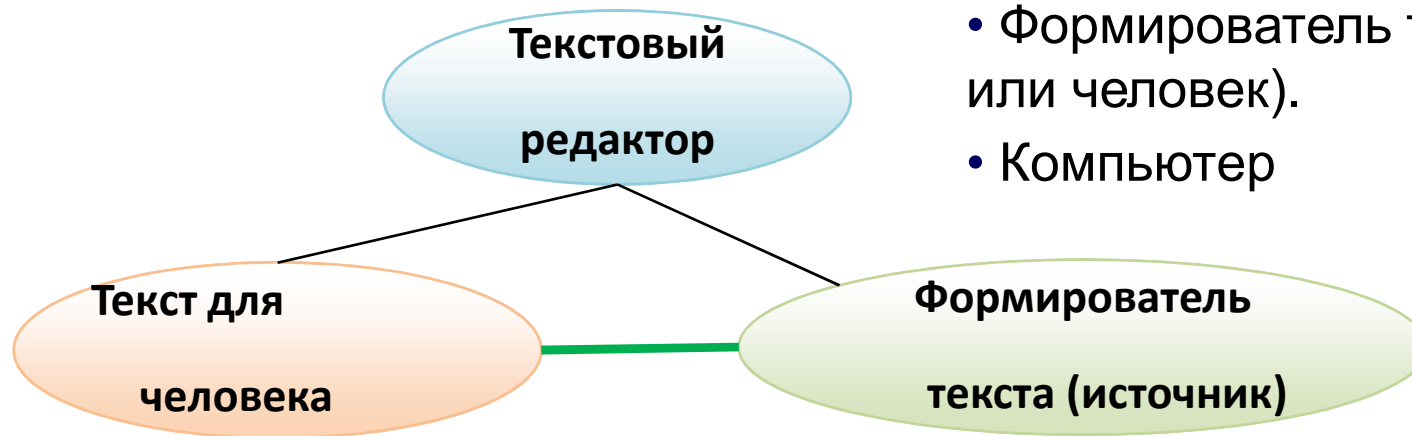 Текстовый
редактор
• Формирователь
или человек).
• Компьютер
Текст для
человека
Формирователь
текста (источник)